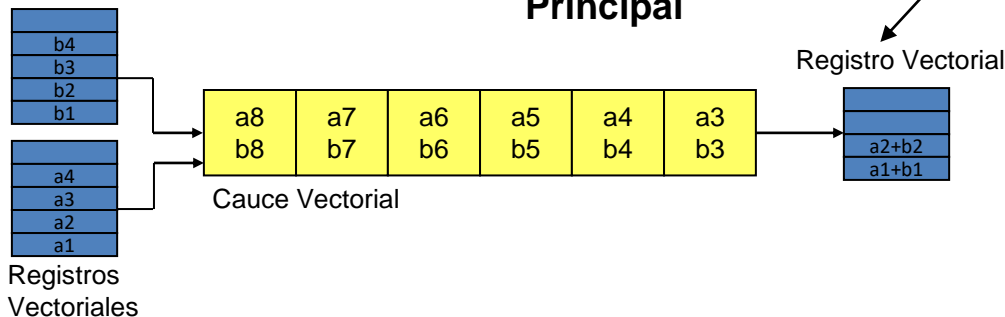 Principal
b4
b3
b2
b1
a4
a3
a2
a1
Registros
Vectoriales
a8 a7 a6 a5 a4 a3
b8 b7 b6 b5 b4 b3
Cauce Vectorial
Registro Vectorial
a2+b2
a1+b1